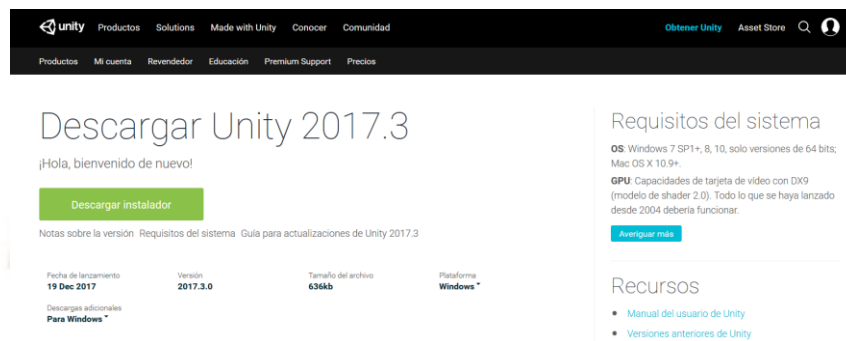 unity Productos Solutions Made with Unity Conocer Comunidad Obtener Unity Asset Store
Productos Mi cuenta Revendedor Educación Premium Support Precios
Descargar Unity 2017.3
¡Hola, bienvenido de nuevo!
Descargar instalador
Notas sobre la versión Requisitos del sistema Guía para actualizaciones de Unity 2017.3
Fecha de lanzamiento Versión Tamaño del archivo Plataforma
19 Dec 2017 2017.3.0 636kb Windows
Descargas adicionales
Para Windows
Requisitos del sistema
OS: Windows 7 SP1+, 8, 10, solo versiones de 64 bits;
Mac OS X 10.9+.
GPU: Capacidades de tarjeta de vídeo con DX9
(modelo de shader 2.0). Todo lo que se haya lanzado
desde 2004 debería funcionar.
Averiguar más
Recursos
Manual del usuario de Unity
Versiones anteriores de Unity